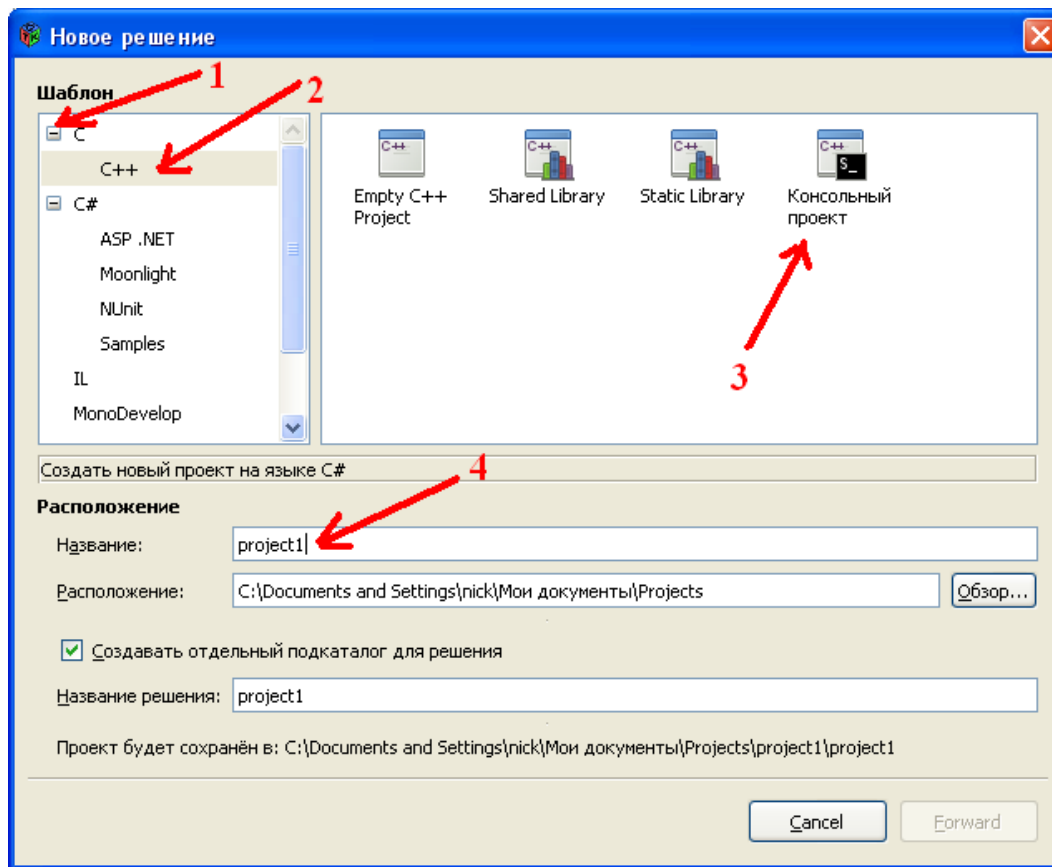 Новое решение
1
Шаблон
2
C
C++
C#
ASP .NET
Moonlight
NUnit
Samples
IL
MonoDevelop
C++
Empty C++
Project
C++
Shared Library
C++
Static Library
C++
S_
Консольный
проект
3
Создать новый проект на языке C#
4
Расположение
Название:
project1
Расположение:
C:\Documents and Settings\nick\Мои документы\Projects
Обзор...
Создавать отдельный подкаталог для решения
Название решения:
project1
Проект будет сохранён в: C:\Documents and Settings\nick\Мои документы\Projects\project1\project1
Cancel
Forward